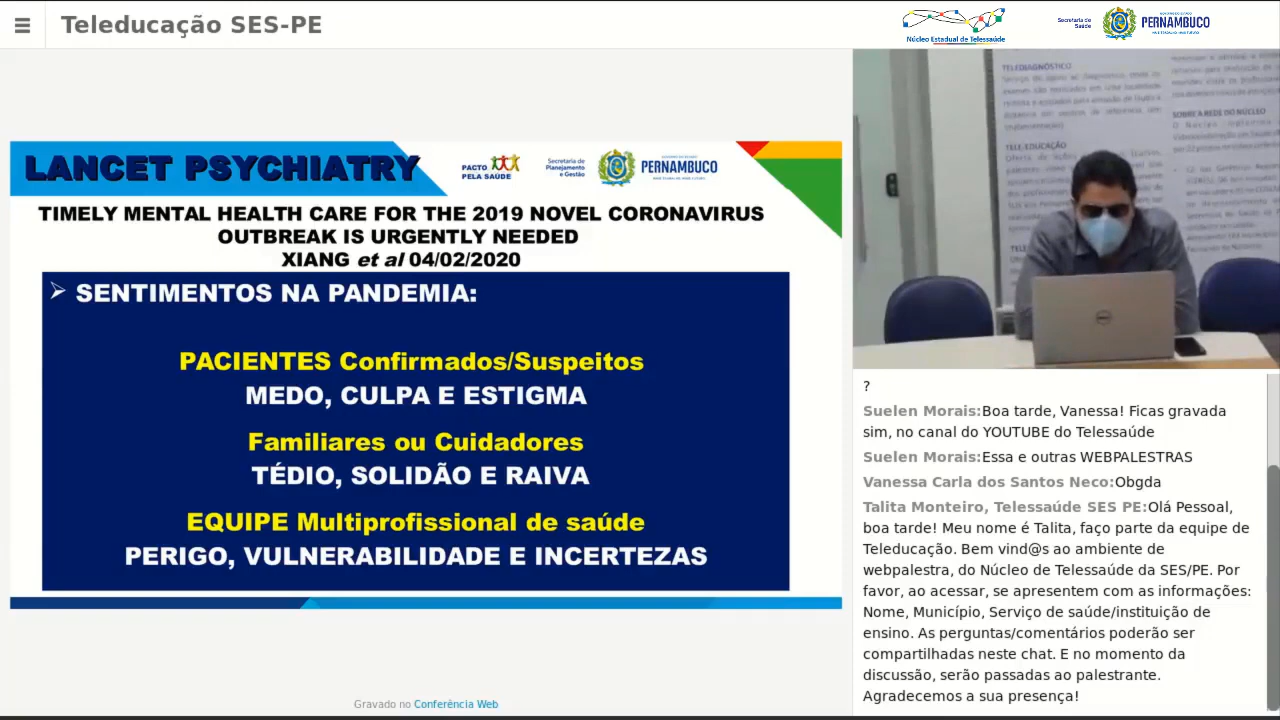 Teleducação SES-PE
Núcleo Estadual de Telessaúde
Secretaria de
Saúde
PERNAMBUCO
LANCET PSYCHIATRY
PACTO
PELA SAÚDE
Secretaria de
Planejamento
e Gestão
PERNAMBUCO
TIMELY MENTAL HEALTH CARE FOR THE 2019 NOVEL CORONAVIRUS
OUTBREAK IS URGENTLY NEEDED
XIANG et al 04/02/2020
➢ SENTIMENTOS NA PANDEMIA:
PACIENTES Confirmados/Suspeitos
MEDO, CULPA E ESTIGMA
Familiares ou Cuidadores
TÉDIO, SOLIDÃO E RAIVA
EQUIPE Multiprofissional de saúde
PERIGO, VULNERABILIDADE E INCERTEZAS
Gravado no Conferência Web
TELEDIAGNÓSTICO
SOBRE A REDE DO NÚCLEO
TELE-EDUCAÇÃO
DELL
?
Suelen Morais:Boa tarde, Vanessa! Ficas gravada
sim, no canal do YOUTUBE do Telessaúde
Suelen Morais:Essa e outras WEBPALESTRAS
Vanessa Carla dos Santos Neco:Obgda
Talita Monteiro, Telessaúde SES PE:Olá Pessoal,
boa tarde! Meu nome é Talita, faço parte da equipe de
Teleducação. Bem vind@s ao ambiente de
webpalestra, do Núcleo de Telessaúde da SES/PE. Por
favor, ao acessar, se apresentem com as informações:
Nome, Município, Serviço de saúde/instituição de
ensino. As perguntas/comentários poderão ser
compartilhadas neste chat. E no momento da
discussão, serão passadas ao palestrante.
Agradecemos a sua presença!